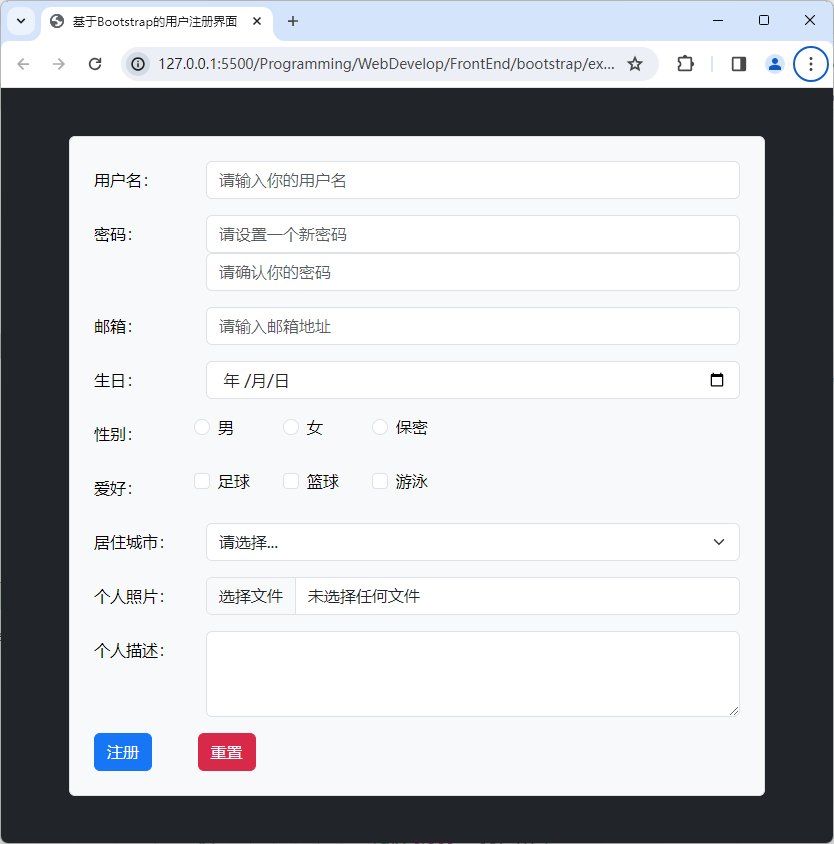 基于Bootstrap的用户注册界面
127.0.0.1:5500/Programming/WebDevelop/FrontEnd/bootstrap/ex...
用户名： 请输入你的用户名
密码： 请设置一个新密码
请确认你的密码
邮箱： 请输入邮箱地址
生日： 年 /月/日
性别： 男 女 保密
爱好： 足球 篮球 游泳
居住城市： 请选择...
个人照片： 选择文件 未选择任何文件
个人描述：
注册 重置